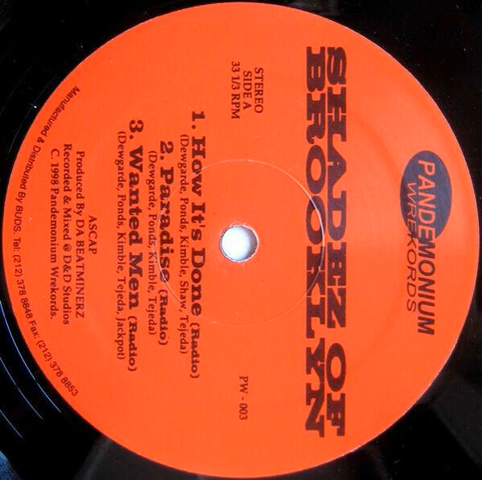 PANDEMONIUM
WREKORDS
SHADEZ OF
BROOKLYN
STEREO
SIDE A
33 1/3 RPM
PW - 003
1. How It's Done (Radio)
(Dewgarde, Ponds, Kimble, Shaw, Tejeda)
2. Paradise (Radio)
(Dewgarde, Ponds, Kimble, Tejeda)
3. Wanted Men (Radio)
(Dewgarde, Ponds, Kimble, Tejeda, Jackpot)
ASCAP
Produced By DA BEATMINERZ
Recorded & Mixed @ D&D Studios
C. 1998 Pandemonium Wrekords.
Manufactured & Distributed By BUDS. Tel: (212) 378 8848 Fax. (212) 378 8853